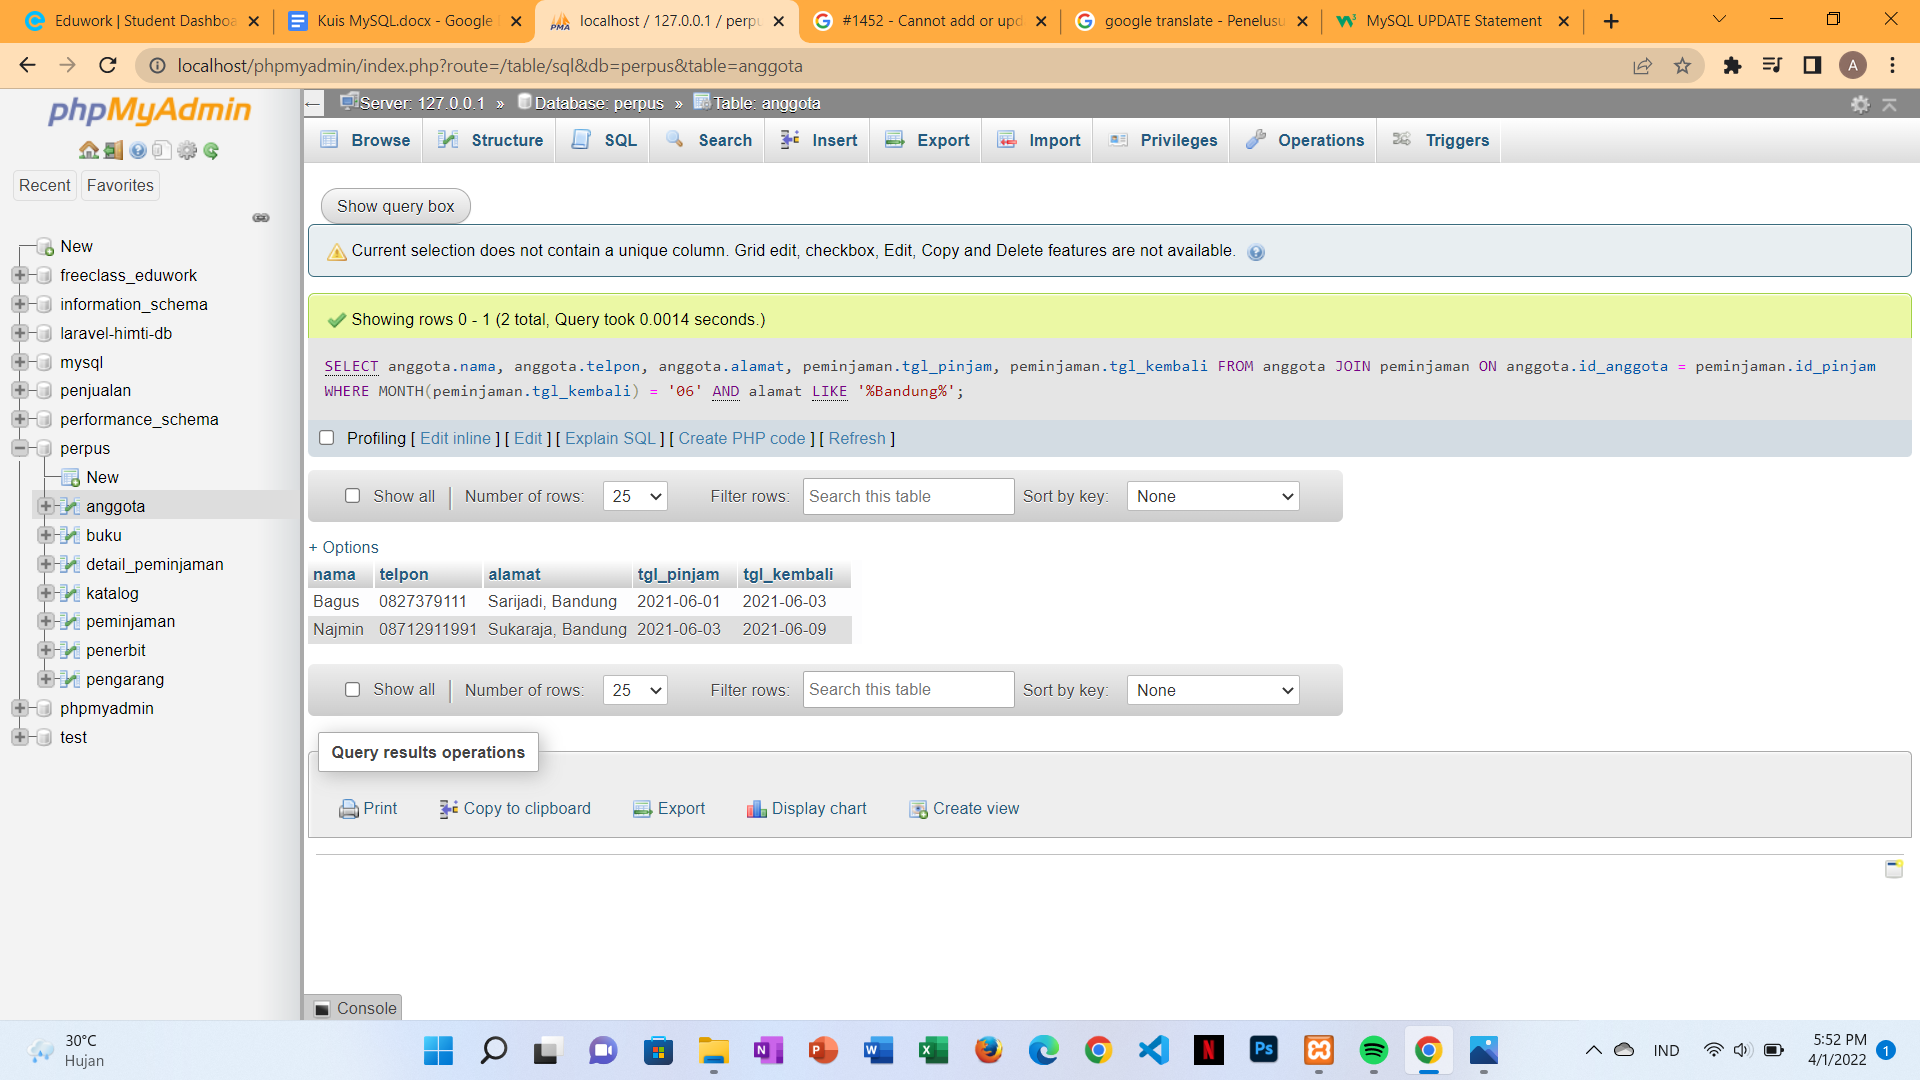 Eduwork | Student Dashboa
Kuis MySQL.docx - Google
localhost / 127.0.0.1 / perpu
#1452 - Cannot add or upd
google translate - Penelusu
MySQL UPDATE Statement
localhost/phpmyadmin/index.php?route=/table/sql&db=perpus&table=anggota
A
phpMyAdmin
Recent Favorites
New
freeclass_eduwork
information_schema
laravel-himti-db
mysql
penjualan
performance_schema
perpus
New
anggota
buku
detail_peminjaman
katalog
peminjaman
penerbit
pengarang
phpmyadmin
test
Server: 127.0.0.1 » Database: perpus » Table: anggota
Browse Structure SQL Search Insert Export Import Privileges Operations Triggers
Show query box
Current selection does not contain a unique column. Grid edit, checkbox, Edit, Copy and Delete features are not available.
Showing rows 0 - 1 (2 total, Query took 0.0014 seconds.)
SELECT anggota.nama, anggota.telpon, anggota.alamat, peminjaman.tgl_pinjam, peminjaman.tgl_kembali FROM anggota JOIN peminjaman ON anggota.id_anggota = peminjaman.id_pinjam
WHERE MONTH(peminjaman.tgl_kembali) = '06' AND alamat LIKE '%Bandung%';
Profiling [ Edit inline ] [ Edit ] [ Explain SQL ] [ Create PHP code ] [ Refresh ]
Show all | Number of rows: 25 Filter rows: Search this table Sort by key: None
+ Options
nama telpon alamat tgl_pinjam tgl_kembali
Bagus 0827379111 Sarijadi, Bandung 2021-06-01 2021-06-03
Najmin 08712911991 Sukaraja, Bandung 2021-06-03 2021-06-09
Show all | Number of rows: 25 Filter rows: Search this table Sort by key: None
Query results operations
Print Copy to clipboard Export Display chart Create view
Console
30°C
Hujan
IND
5:52 PM
4/1/2022
1